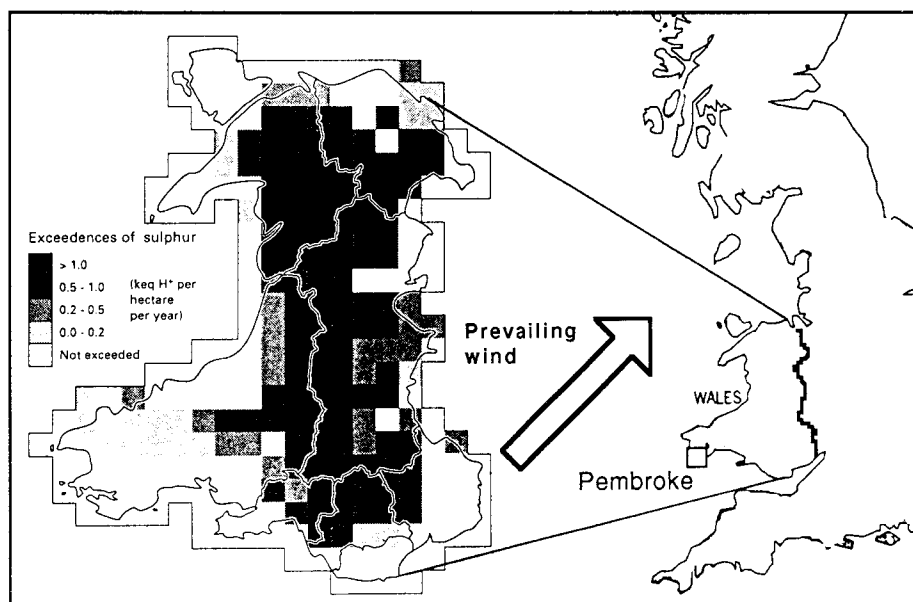 Exceedences of sulphur
> 1.0
0.5 - 1.0
0.2 - 0.5
0.0 - 0.2
Not exceeded
(keq H⁺ per
hectare
per year)
Prevailing
wind
WALES
Pembroke